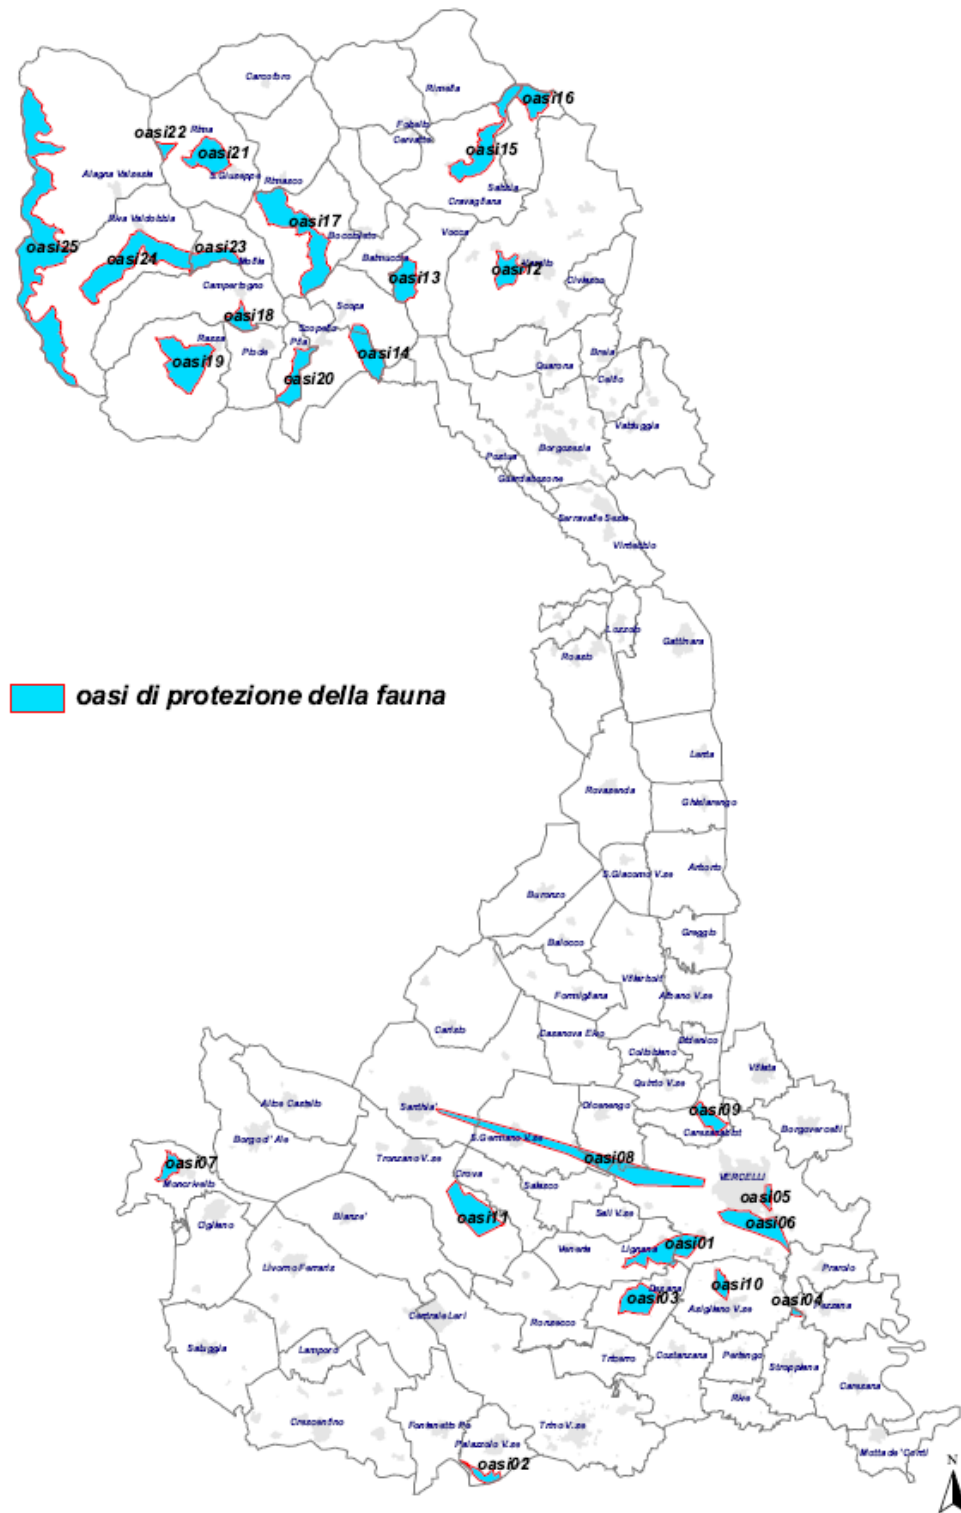 Carcoforo
Rimella
oasi16
oasi22
Rima
Fobello
Cervatto
oasi21
oasi15
Alagna Valsesia
S.Giuseppe
Rimasco
Sabbia
Cravagliana
Riva Valdobbia
oasi17
Vocca
oasi25
oasi24
oasi23
Mollia
Boccioleto
Balmuccia
oasi13
oasi12
Varallo
Civiasco
Campertogno
oasi18
Scopa
Scopello
Rassa
Piode
Pila
oasi14
oasi19
oasi20
Breia
Quarona
Cellio
Valduggia
Borgosesia
Postua
Guardabosone
Serravalle Sesia
Vintebbio
Lozzolo
Gattinara
Roasio
oasi di protezione della fauna
Lenta
Rovasenda
Ghislarengo
S.Giacomo V.se
Arborio
Buronzo
Greggio
Balocco
Villarboit
Formigliana
Albano V.se
Carisio
Casanova Elvo
Oldenico
Collobiano
Villata
Quinto V.se
Alice Castello
Santhia'
Olcenengo
oasi09
Caresanablot
Borgovercelli
Borgo d' Ale
S.Germano V.se
Tronzano V.se
oasi08
oasi07
Moncrivello
Crova
Salasco
VERCELLI
oasi05
Cigliano
Bianze'
oasi11
Sali V.se
oasi06
Venerie
Lignana
oasi01
Livorno Ferraris
Prarolo
oasi10
Desana
oasi03
oasi04
Pezzana
Asigliano V.se
Centrale Leri
Ronsecco
Saluggia
Lamporo
Tricerro
Costanzana
Pertengo
Stroppiana
Caresana
Rive
Crescentino
Fontanetto Po
Trino V.se
Palazzolo V.se
Motta de' Conti
oasi02
N